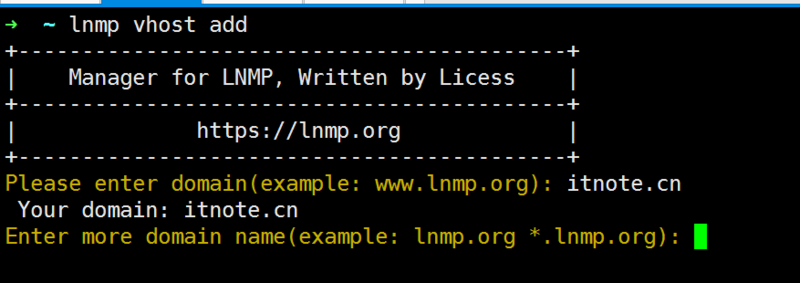 ➜ ~ lnmp vhost add
+-------------------------------------------+
| Manager for LNMP, Written by Licess |
+-------------------------------------------+
| https://lnmp.org |
+-------------------------------------------+
Please enter domain(example: www.lnmp.org): itnote.cn
Your domain: itnote.cn
Enter more domain name(example: lnmp.org *.lnmp.org):